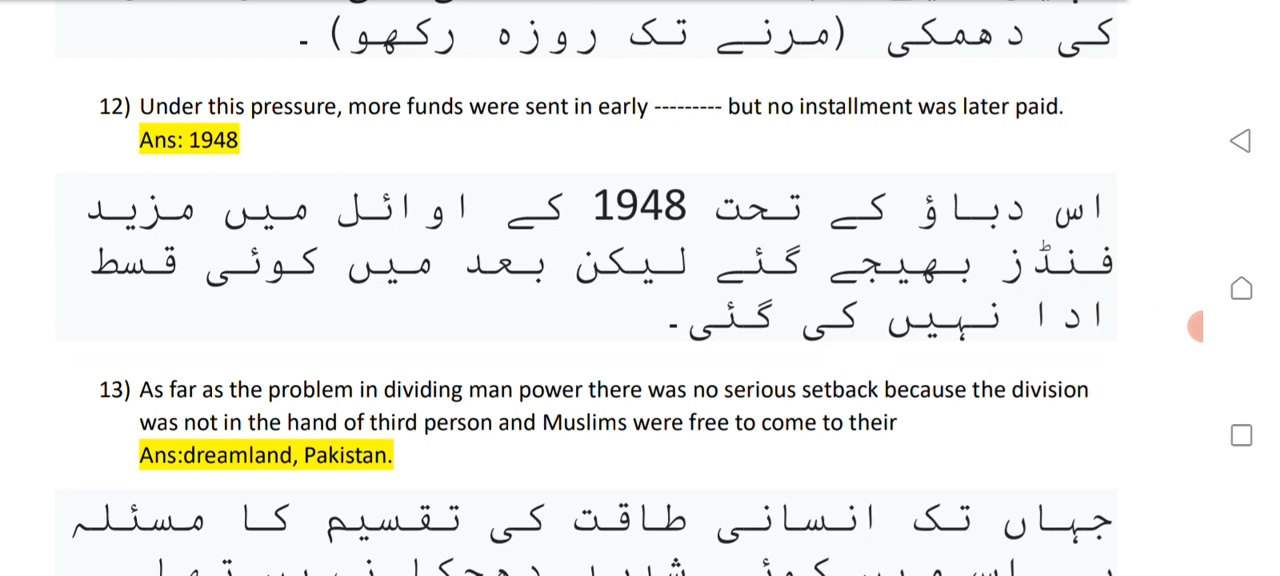 کی دھمکی (مرنے تک روزہ رکھو) ۔
12) Under this pressure, more funds were sent in early --------- but no installment was later paid.
Ans: 1948
اس دباؤ کے تحت 1948 کے اوائل میں مزید
فنڈز بھیجے گئے لیکن بعد میں کوئی قسط
ادا نہیں کی گئی۔
13) As far as the problem in dividing man power there was no serious setback because the division
was not in the hand of third person and Muslims were free to come to their
Ans:dreamland, Pakistan.
جہاں تک انسانی طاقت کی تقسیم کا مسئلہ